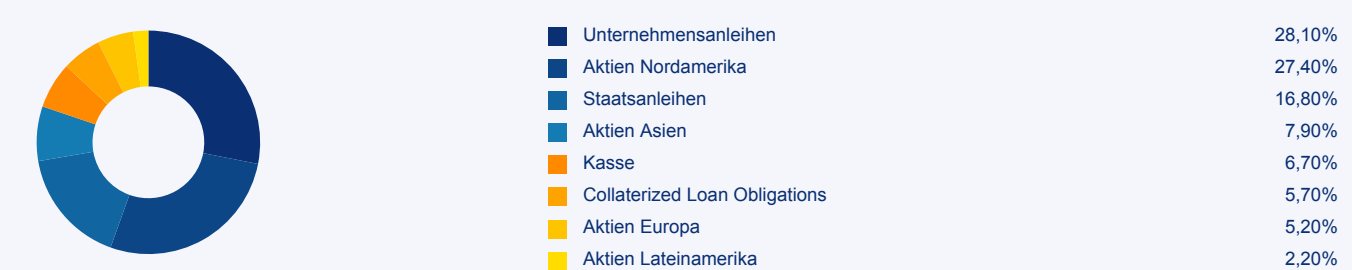 Unternehmensanleihen 28,10%
Aktien Nordamerika 27,40%
Staatsanleihen 16,80%
Aktien Asien 7,90%
Kasse 6,70%
Collaterized Loan Obligations 5,70%
Aktien Europa 5,20%
Aktien Lateinamerika 2,20%